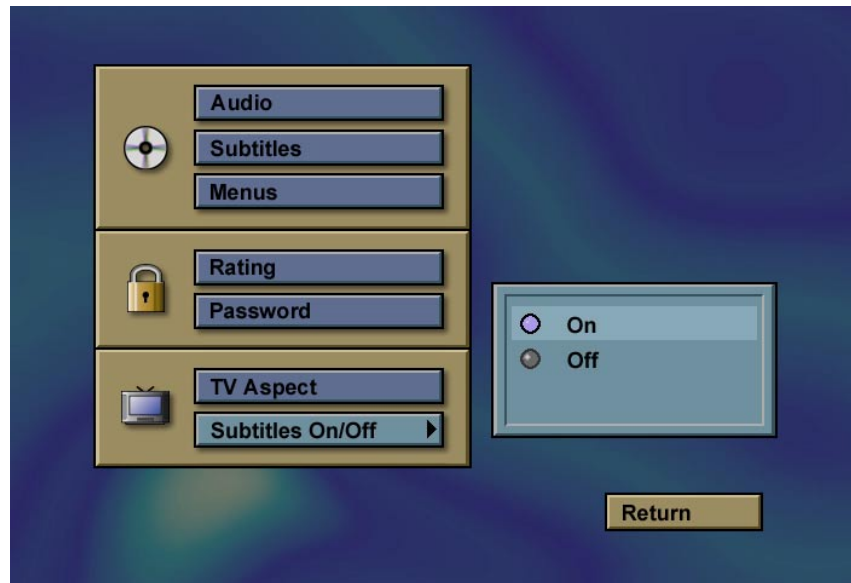 Audio
Subtitles
Menus
Rating
Password
TV Aspect
Subtitles On/Off
On
Off
Return